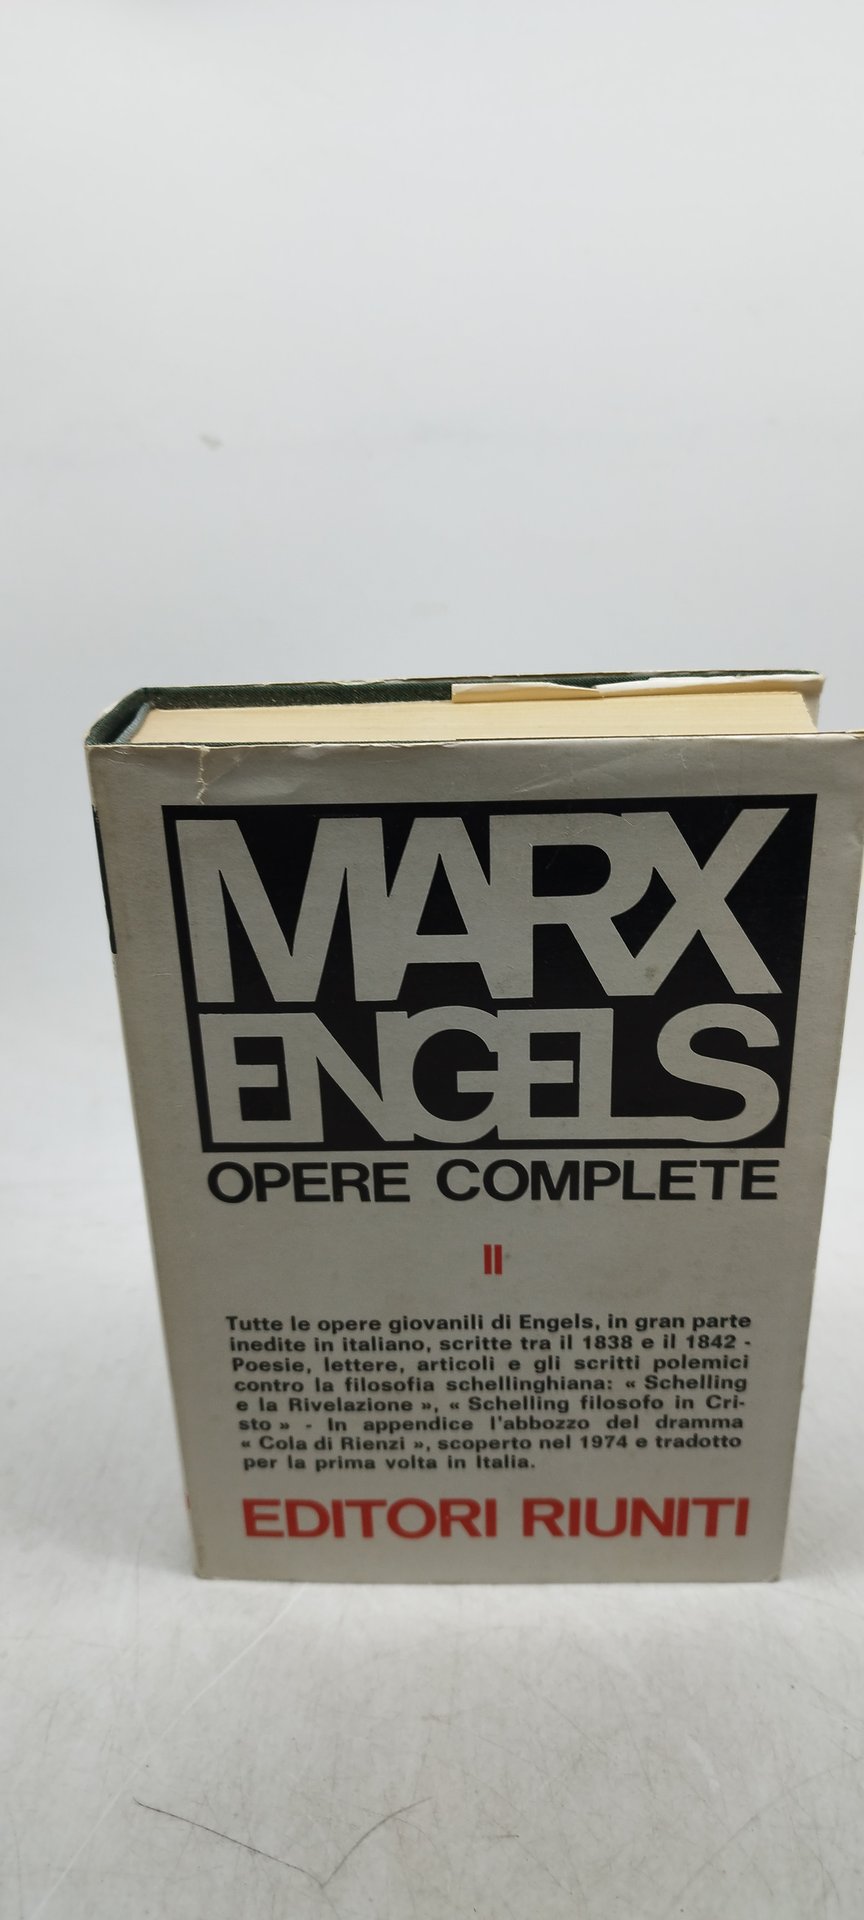 MARX
ENGELS
OPERE COMPLETE
II
Tutte le opere giovanili di Engels, in gran parte
inedite in italiano, scritte tra il 1838 e il 1842 -
Poesie, lettere, articoli e gli scritti polemici
contro la filosofia schellinghiana: « Schelling
e la Rivelazione », « Schelling filosofo in Cri-
sto » - In appendice l'abbozzo del dramma
« Cola di Rienzi », scoperto nel 1974 e tradotto
per la prima volta in Italia.
EDITORI RIUNITI